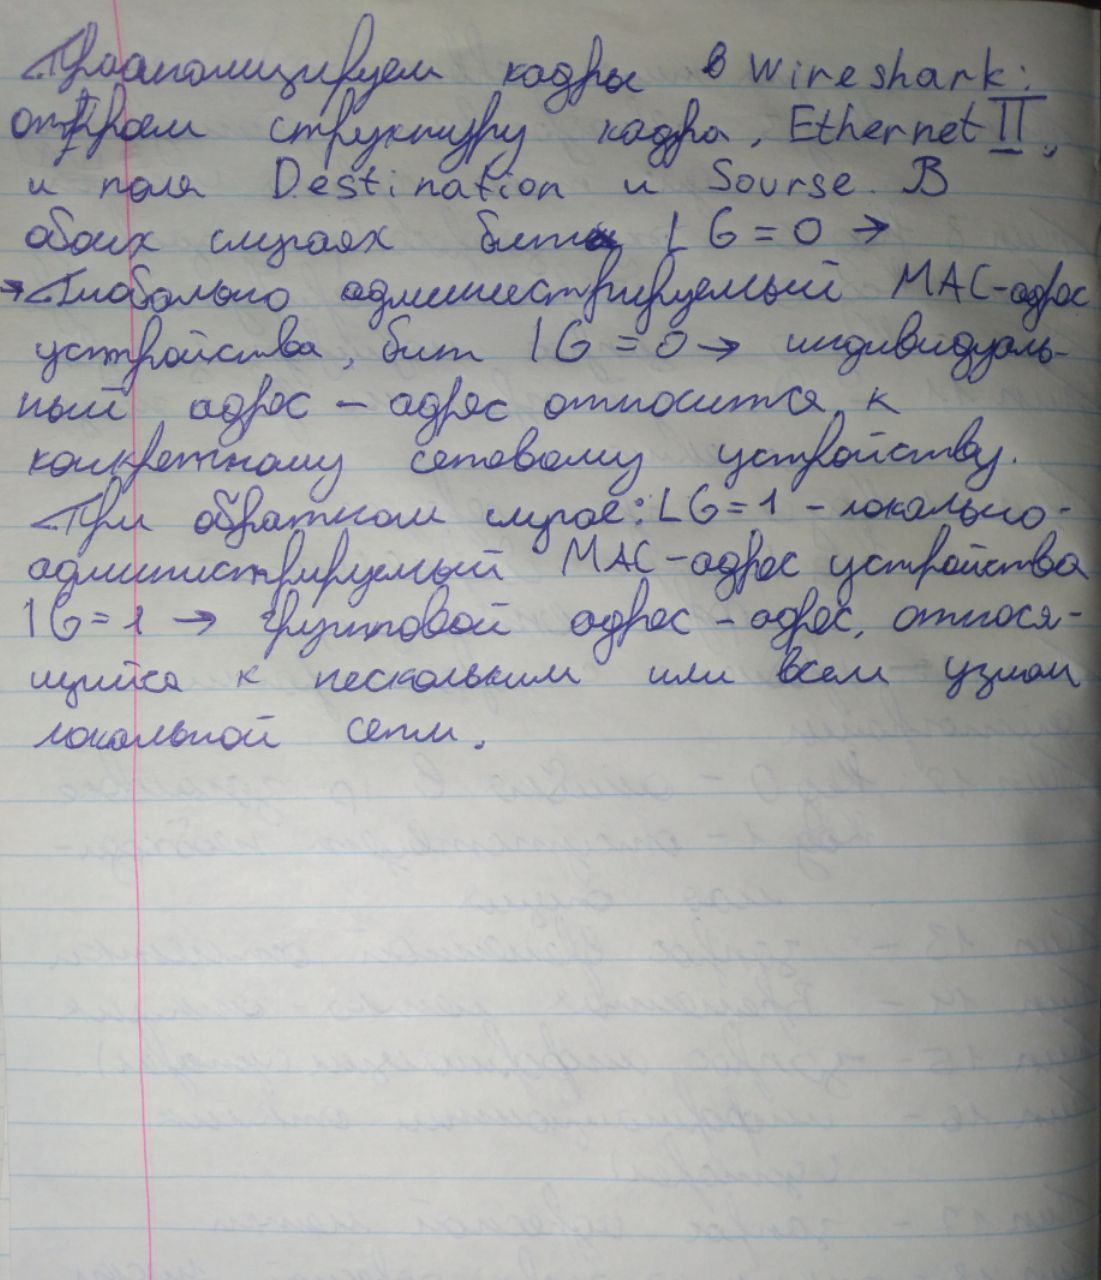 Проанализируем кадры в Wireshark:
откроем структуру кадра, Ethernet II,
и поля Destination и Sourse. В
обоих случаях бит LG = 0 →
→ Глобально администрируемый MAC-адрес
устройства, бит IG = 0 → индивидуаль-
ный адрес – адрес относится к
конкретному сетевому устройству.
При обратном случае: LG = 1 – локально-
администрируемый MAC-адрес устройства
IG = 1 → групповой адрес – адрес, относя-
щийся к нескольким или всем узлам
локальной сети.